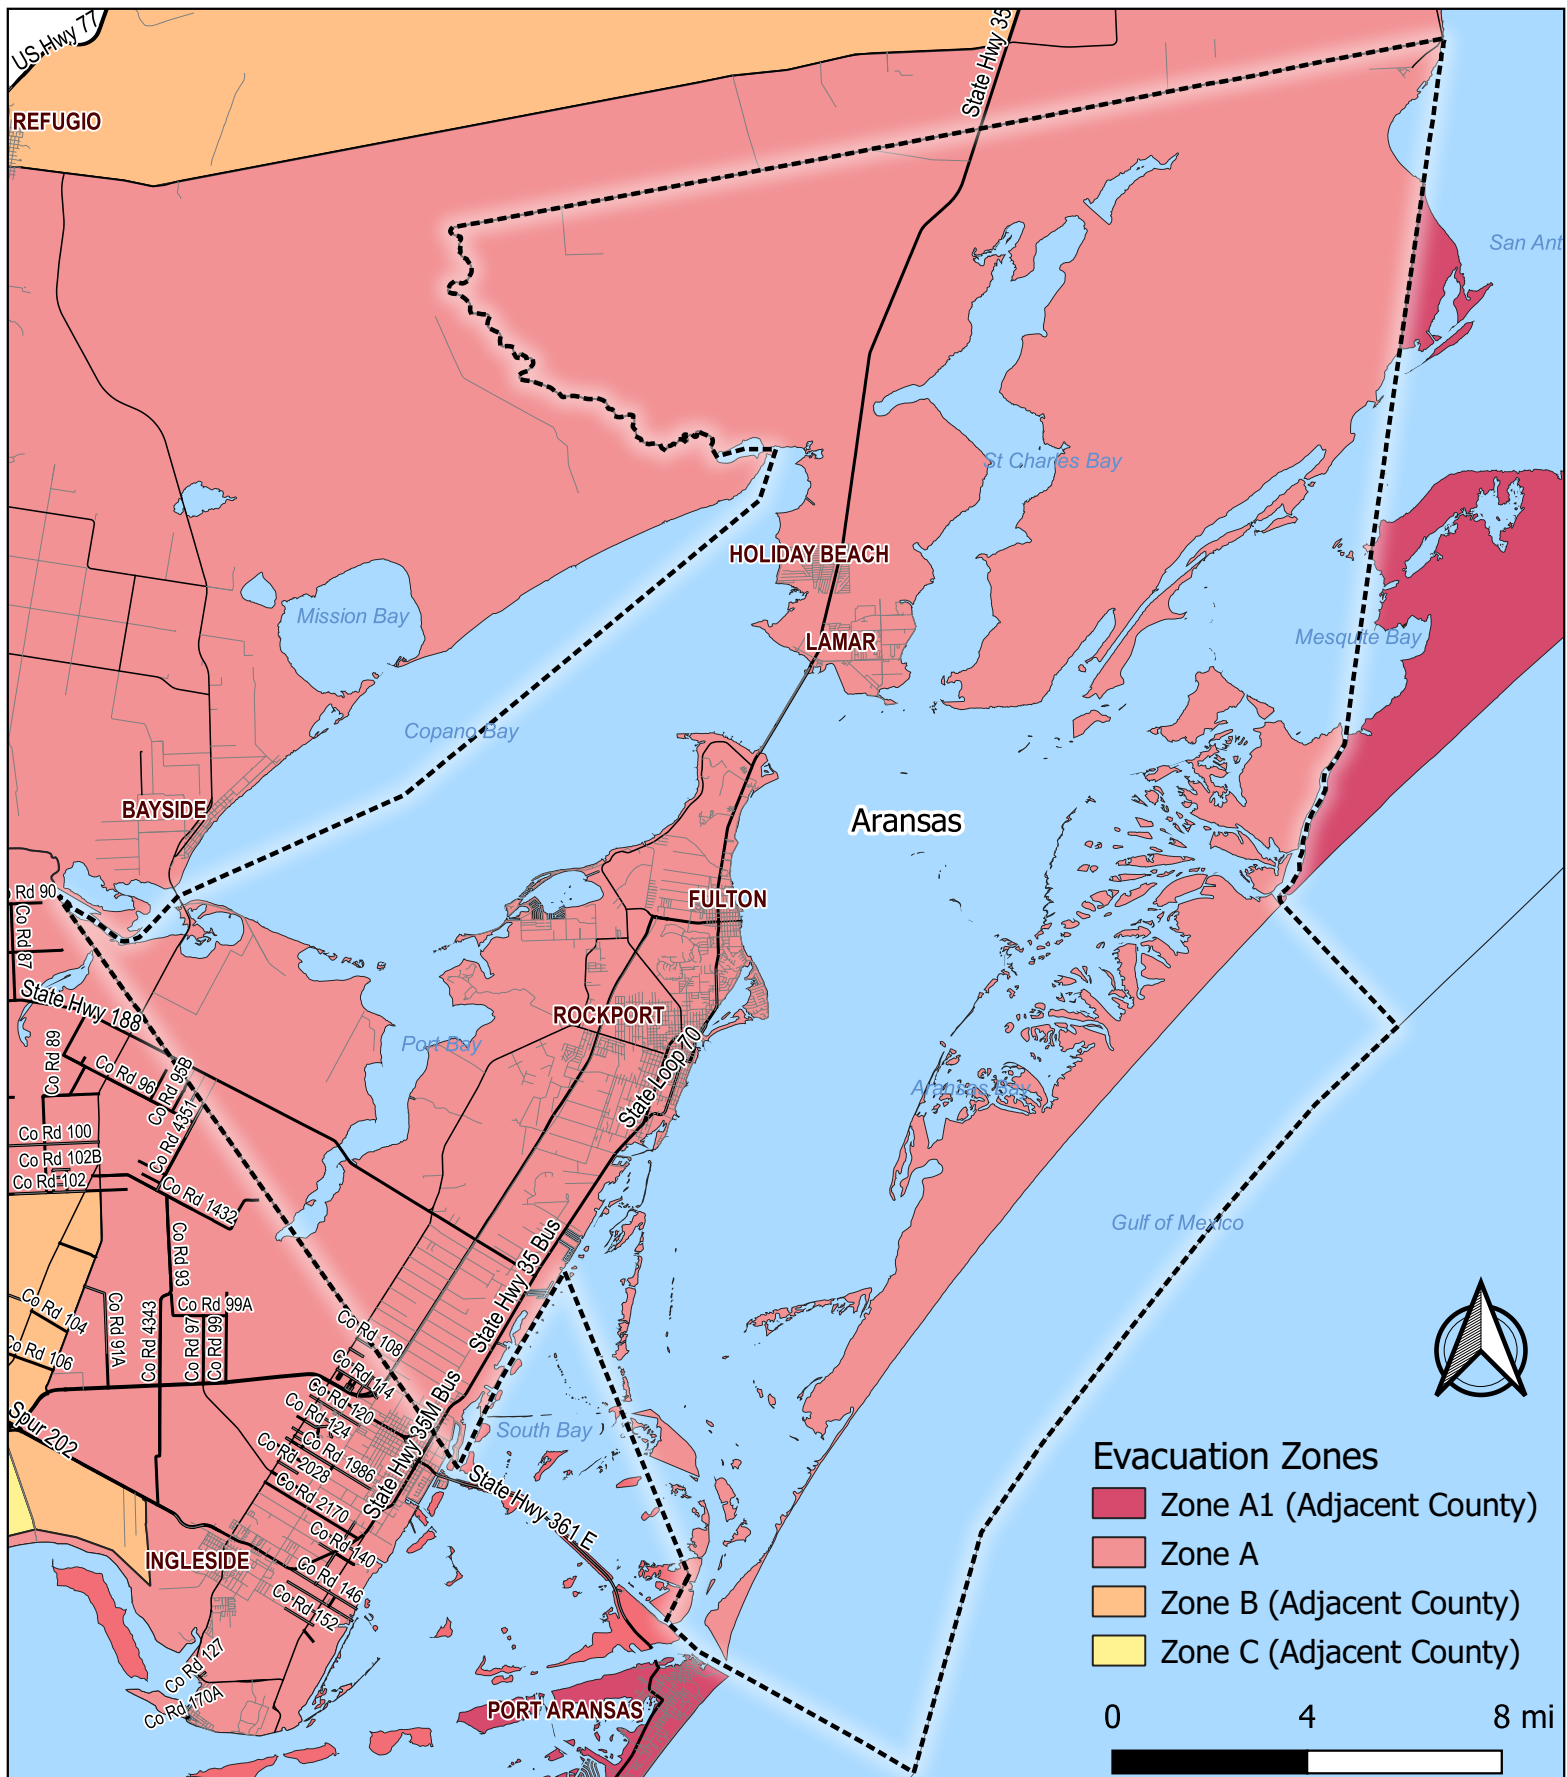 US Hwy 77
State Hwy 35
REFUGIO
San Ant
St Charles Bay
HOLIDAY BEACH
Mission Bay
LAMAR
Mesquite Bay
Copano Bay
BAYSIDE
Aransas
Rd 90
FULTON
Co Rd 87
State Hwy 188
ROCKPORT
Port Bay
Co Rd 89
Co Rd 96
Co Rd 95B
State Loop 70
Aransas Bay
Co Rd 4351
Co Rd 100
Co Rd 102B
Co Rd 102
Co Rd 1432
Gulf of Mexico
Co Rd 93
State Hwy 35 Bus
Co Rd 104
Co Rd 91A
Co Rd 4343
Co Rd 99A
Co Rd 97
Co Rd 99
Co Rd 106
Co Rd 108
Co Rd 114
Co Rd 120
Co Rd 124
State Hwy 35M Bus
South Bay
Spur 202
Co Rd 1986
Co Rd 2028
Co Rd 2170
State Hwy 361 E
Co Rd 140
INGLESIDE
Co Rd 146
Co Rd 152
Co Rd 127
Co Rd 170A
PORT ARANSAS
Evacuation Zones
Zone A1 (Adjacent County)
Zone A
Zone B (Adjacent County)
Zone C (Adjacent County)
0 4 8 mi